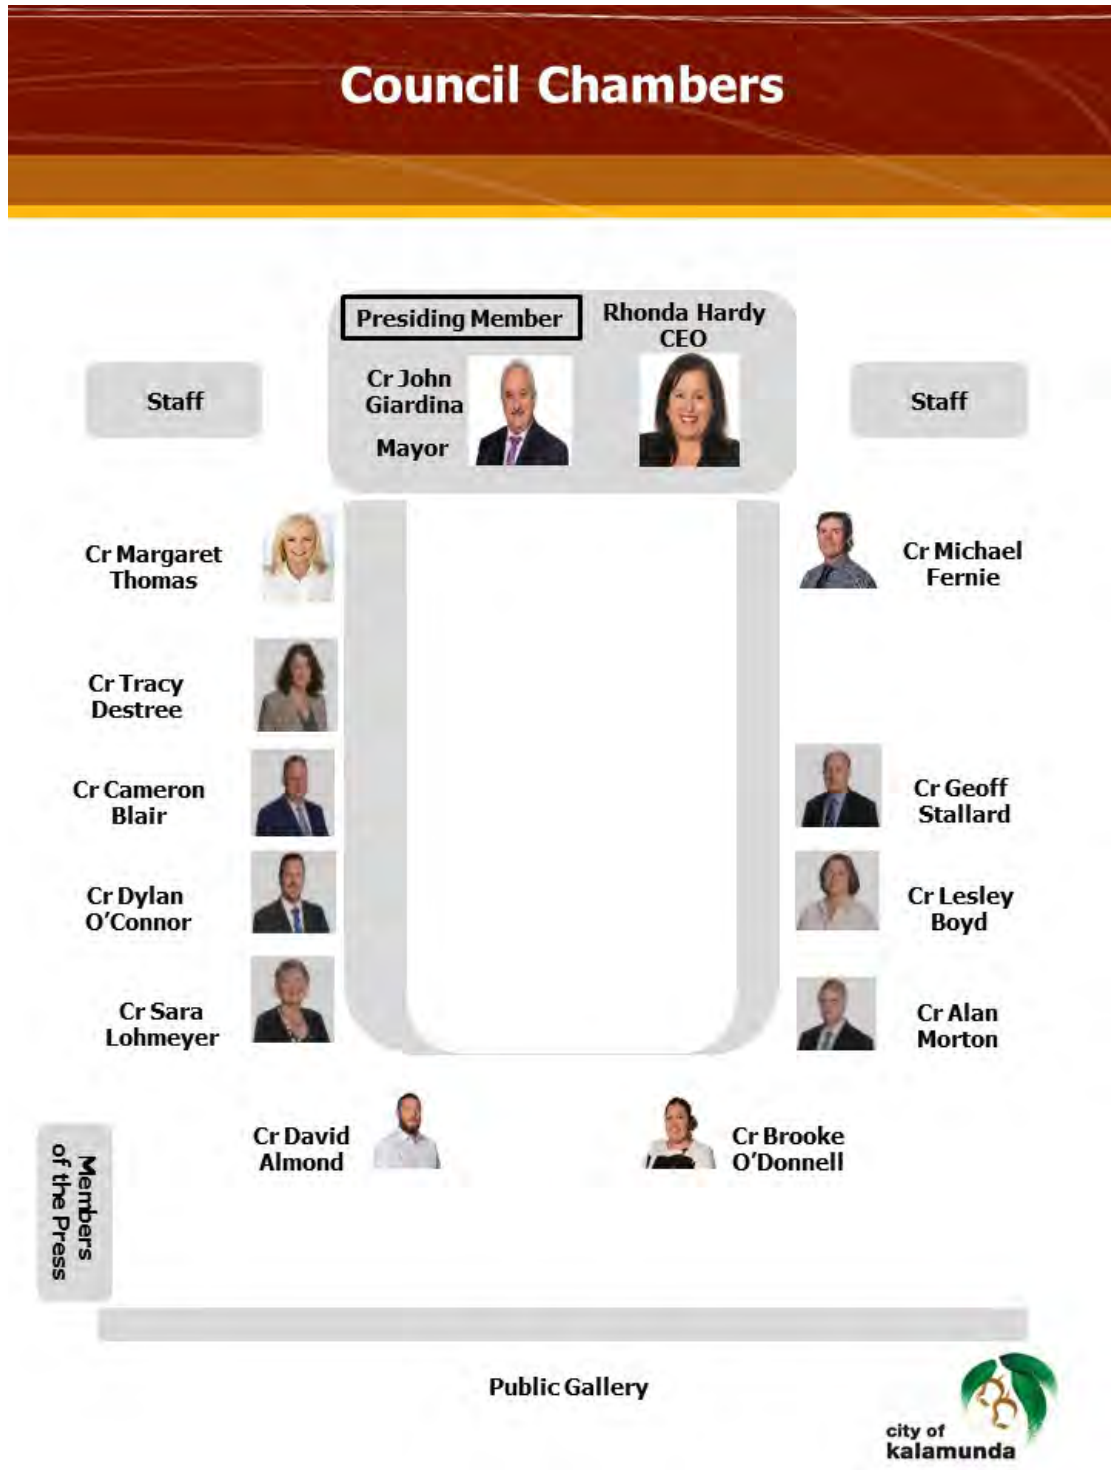 Council Chambers
Presiding Member
Rhonda Hardy
CEO
Cr John
Giardina
Mayor
Staff
Staff
Cr Margaret
Thomas
Cr Michael
Fernie
Cr Tracy
Destree
Cr Cameron
Blair
Cr Geoff
Stallard
Cr Dylan
O’Connor
Cr Lesley
Boyd
Cr Sara
Lohmeyer
Cr Alan
Morton
Cr David
Almond
Cr Brooke
O’Donnell
Members
of the Press
Public Gallery
city of
kalamunda